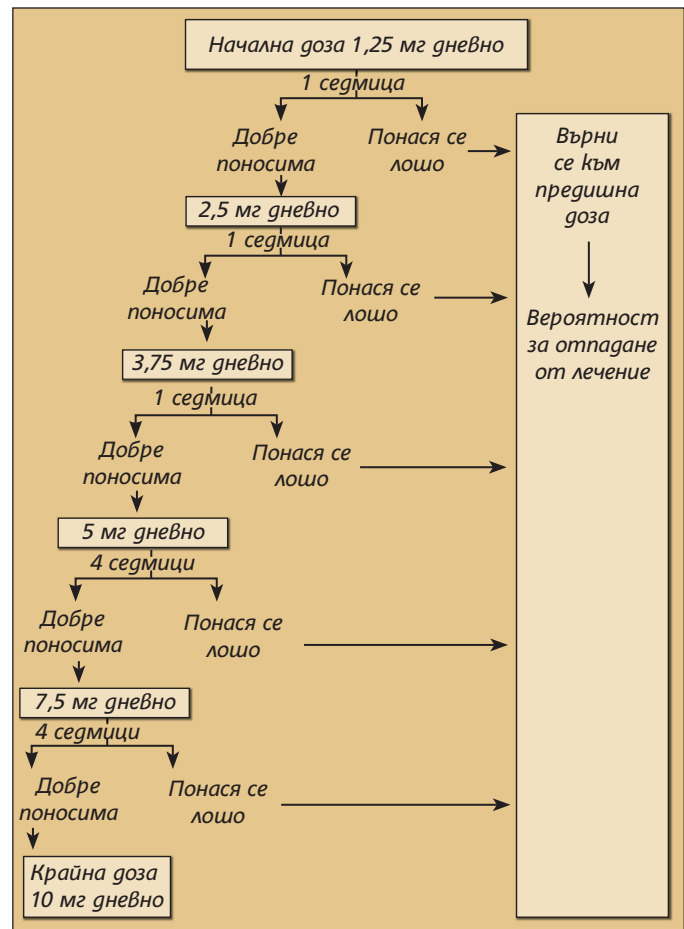 Начална доза 1,25 мг дневно
1 седмица
Добре
поносима
Понася се
лошо
Върни
се към
предишна
доза
Вероятност
за отпадане
от лечение
2,5 мг дневно
1 седмица
Добре
поносима
Понася се
лошо
3,75 мг дневно
1 седмица
Добре
поносима
Понася се
лошо
5 мг дневно
4 седмици
Добре
поносима
Понася се
лошо
7,5 мг дневно
4 седмици
Добре
поносима
Понася се
лошо
Крайна доза
10 мг дневно